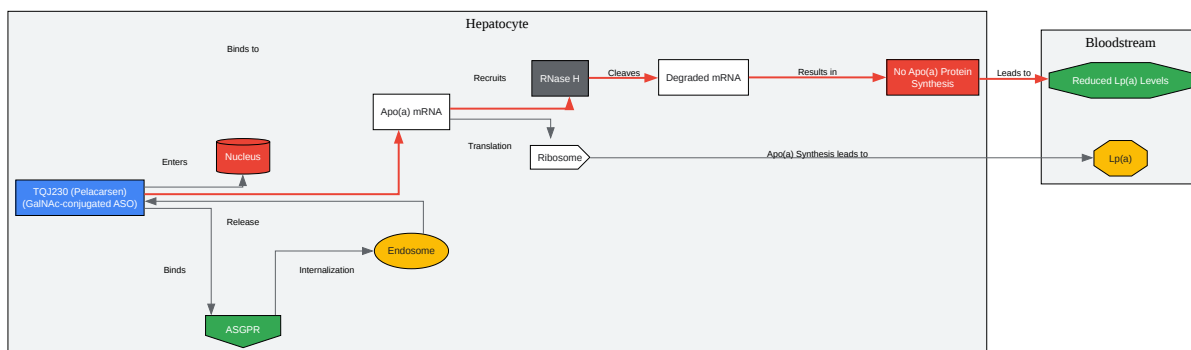 Hepatocyte
Bloodstream
Binds to
Recruits
RNase H
Cleaves
Degraded mRNA
Results in
No Apo(a) Protein
Synthesis
Leads to
Reduced Lp(a) Levels
Apo(a) mRNA
Translation
Ribosome
Apo(a) Synthesis leads to
Lp(a)
Enters
Nucleus
TQJ230 (Pelacarsen)
(GalNAc-conjugated ASO)
Release
Endosome
Binds
Internalization
ASGPR